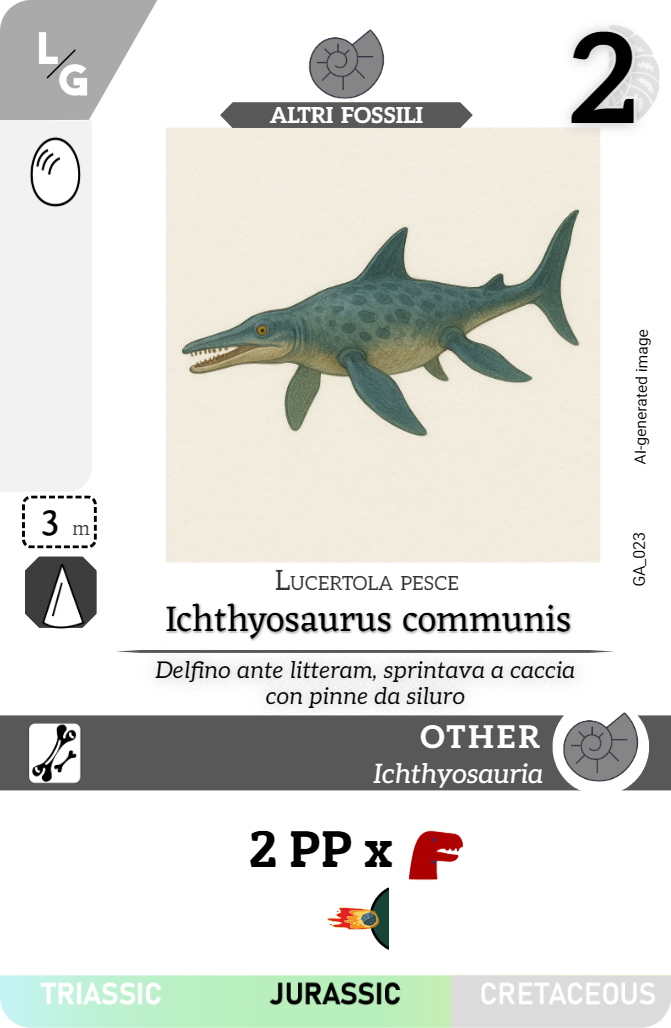 L/G
2
ALTRI FOSSILI
3 m
AI-generated image
GA_023
Lucertola pesce
Ichthyosaurus communis
Delfino ante litteram, sprintava a caccia
con pinne da siluro
OTHER
Ichthyosauria
2 PP x
TRIASSIC JURASSIC CRETACEOUS